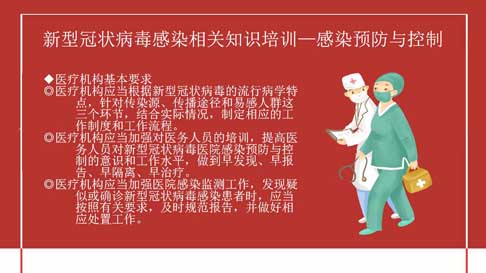 新型冠状病毒感染相关知识培训—感染预防与控制
◆医疗机构基本要求
◎医疗机构应当根据新型冠状病毒的流行病学特
点，针对传染源、传播途径和易感人群这
三个环节，结合实际情况，制定相应的工
作制度和工作流程。
◎医疗机构应当加强对医务人员的培训，提高医
务人员对新型冠状病毒医院感染预防与控
制的意识和工作水平，做到早发现、早报
告、早隔离、早治疗。
◎医疗机构应当加强医院感染监测工作，发现疑
似或确诊新型冠状病毒感染患者时，应当
按照有关要求，及时规范报告，并做好相
应处置工作。